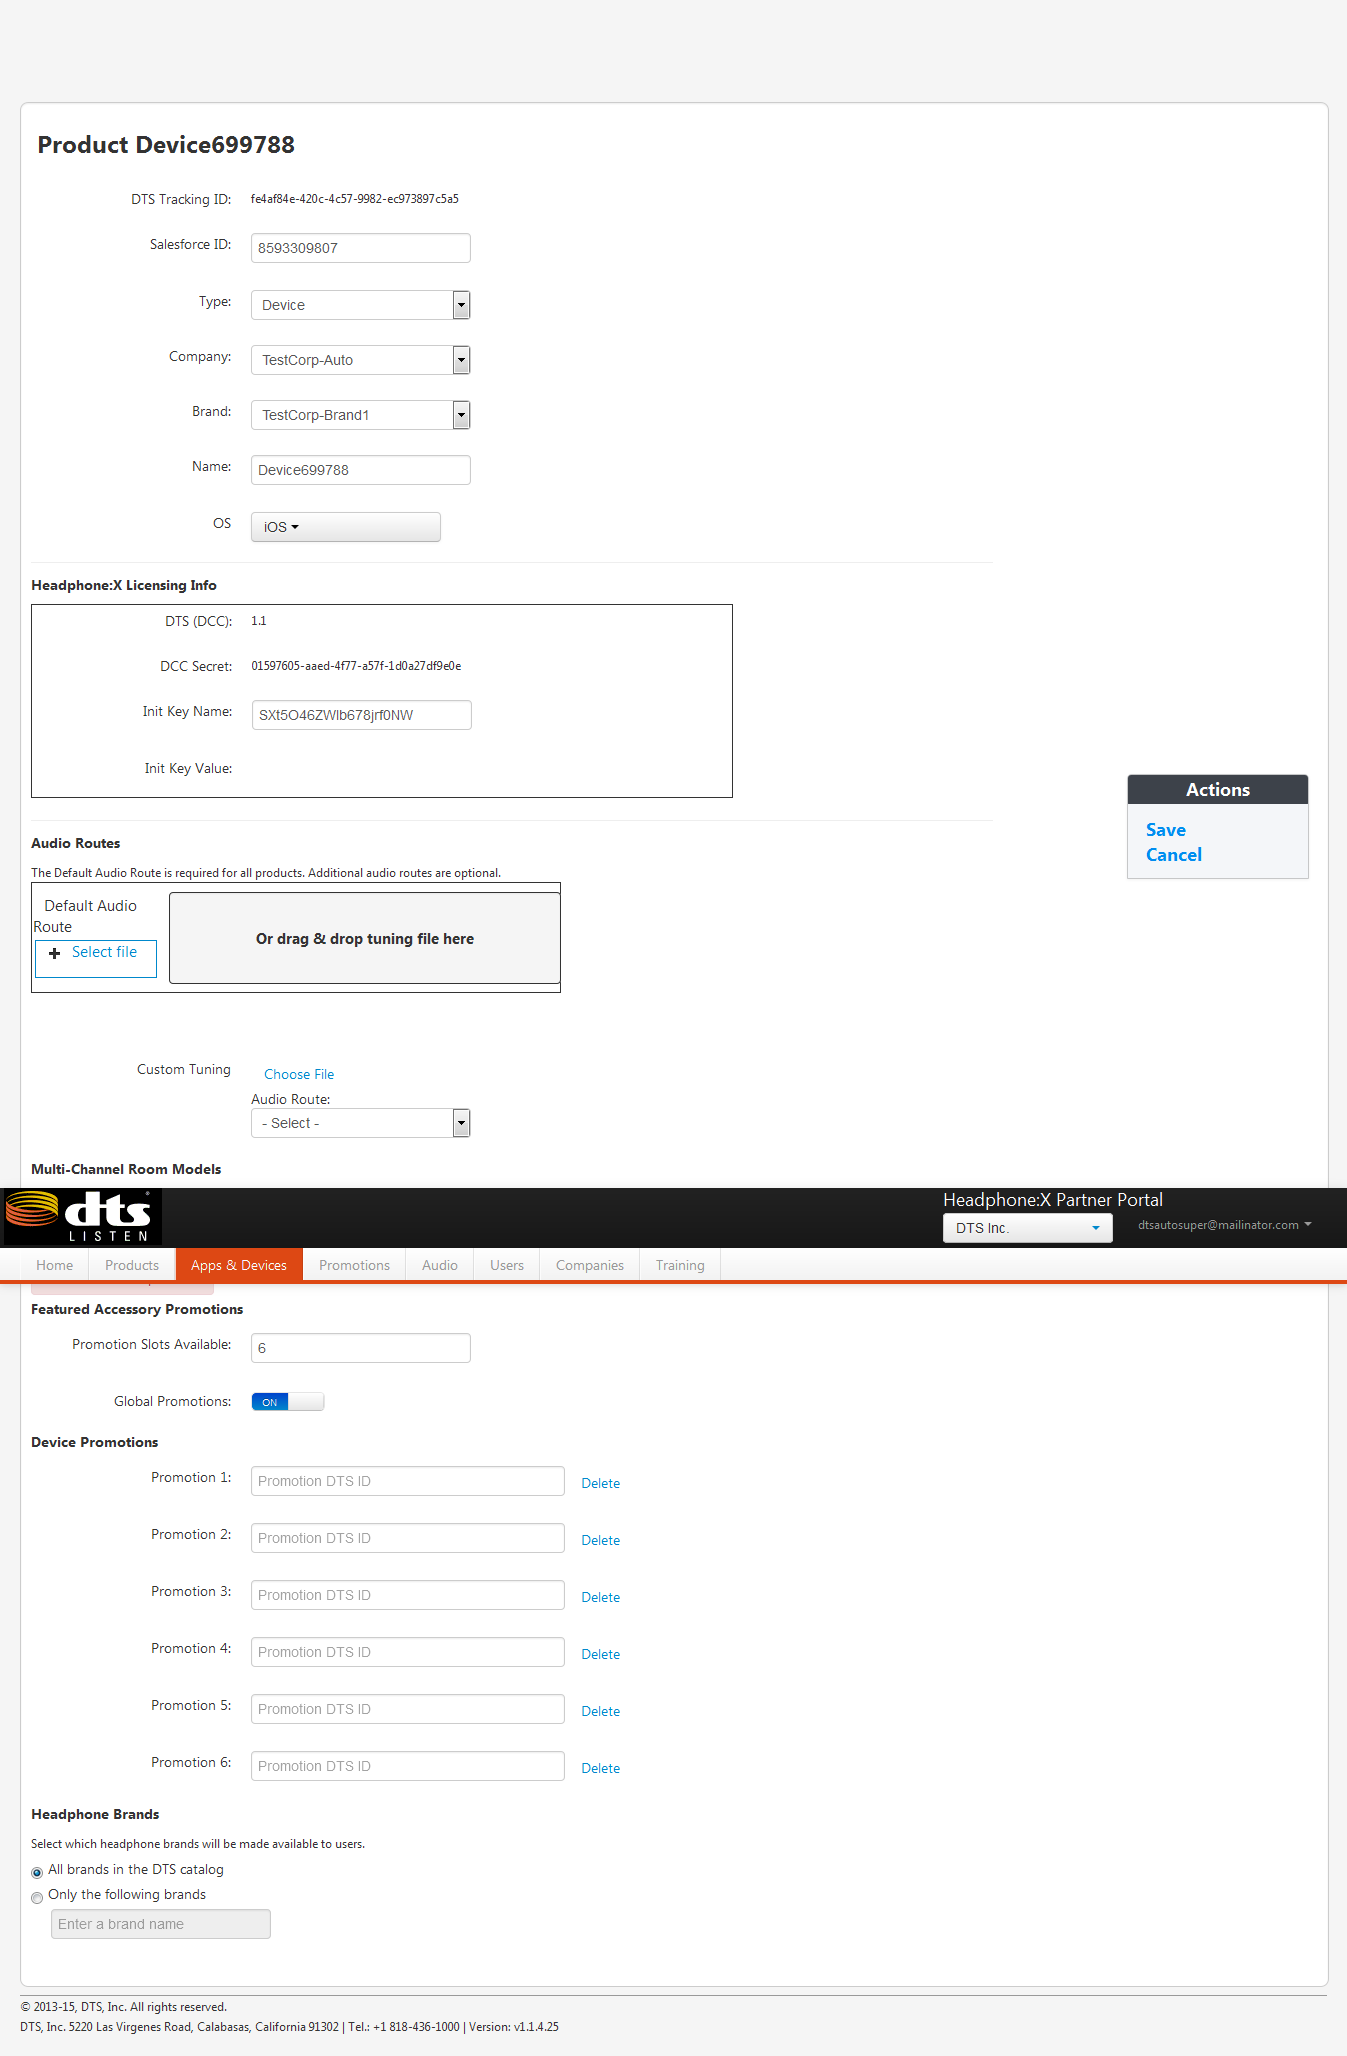 Product Device699788
DTS Tracking ID: fe4af84e-420c-4c57-9982-ec973897c5a5
Salesforce ID: 8593309807
Type: Device
Company: TestCorp-Auto
Brand: TestCorp-Brand1
Name: Device699788
OS iOS
Headphone:X Licensing Info
DTS (DCC): 1.1
DCC Secret: 01597605-aaed-4f77-a57f-1d0a27df9e0e
Init Key Name: SXt5O46ZWlb678jrf0NW
Init Key Value:
Actions
Save
Cancel
Audio Routes
The Default Audio Route is required for all products. Additional audio routes are optional.
Default Audio
Route
Select file
Or drag & drop tuning file here
Custom Tuning Choose File
Audio Route:
- Select -
Multi-Channel Room Models
dts
LISTEN
Headphone:X Partner Portal
DTS Inc. dtsautosuper@mailinator.com
Home Products Apps & Devices Promotions Audio Users Companies Training
Featured Accessory Promotions
Promotion Slots Available: 6
Global Promotions: ON
Device Promotions
Promotion 1: Promotion DTS ID Delete
Promotion 2: Promotion DTS ID Delete
Promotion 3: Promotion DTS ID Delete
Promotion 4: Promotion DTS ID Delete
Promotion 5: Promotion DTS ID Delete
Promotion 6: Promotion DTS ID Delete
Headphone Brands
Select which headphone brands will be made available to users.
All brands in the DTS catalog
Only the following brands
Enter a brand name
© 2013-15, DTS, Inc. All rights reserved.
DTS, Inc. 5220 Las Virgenes Road, Calabasas, California 91302 | Tel.: +1 818-436-1000 | Version: v1.1.4.25